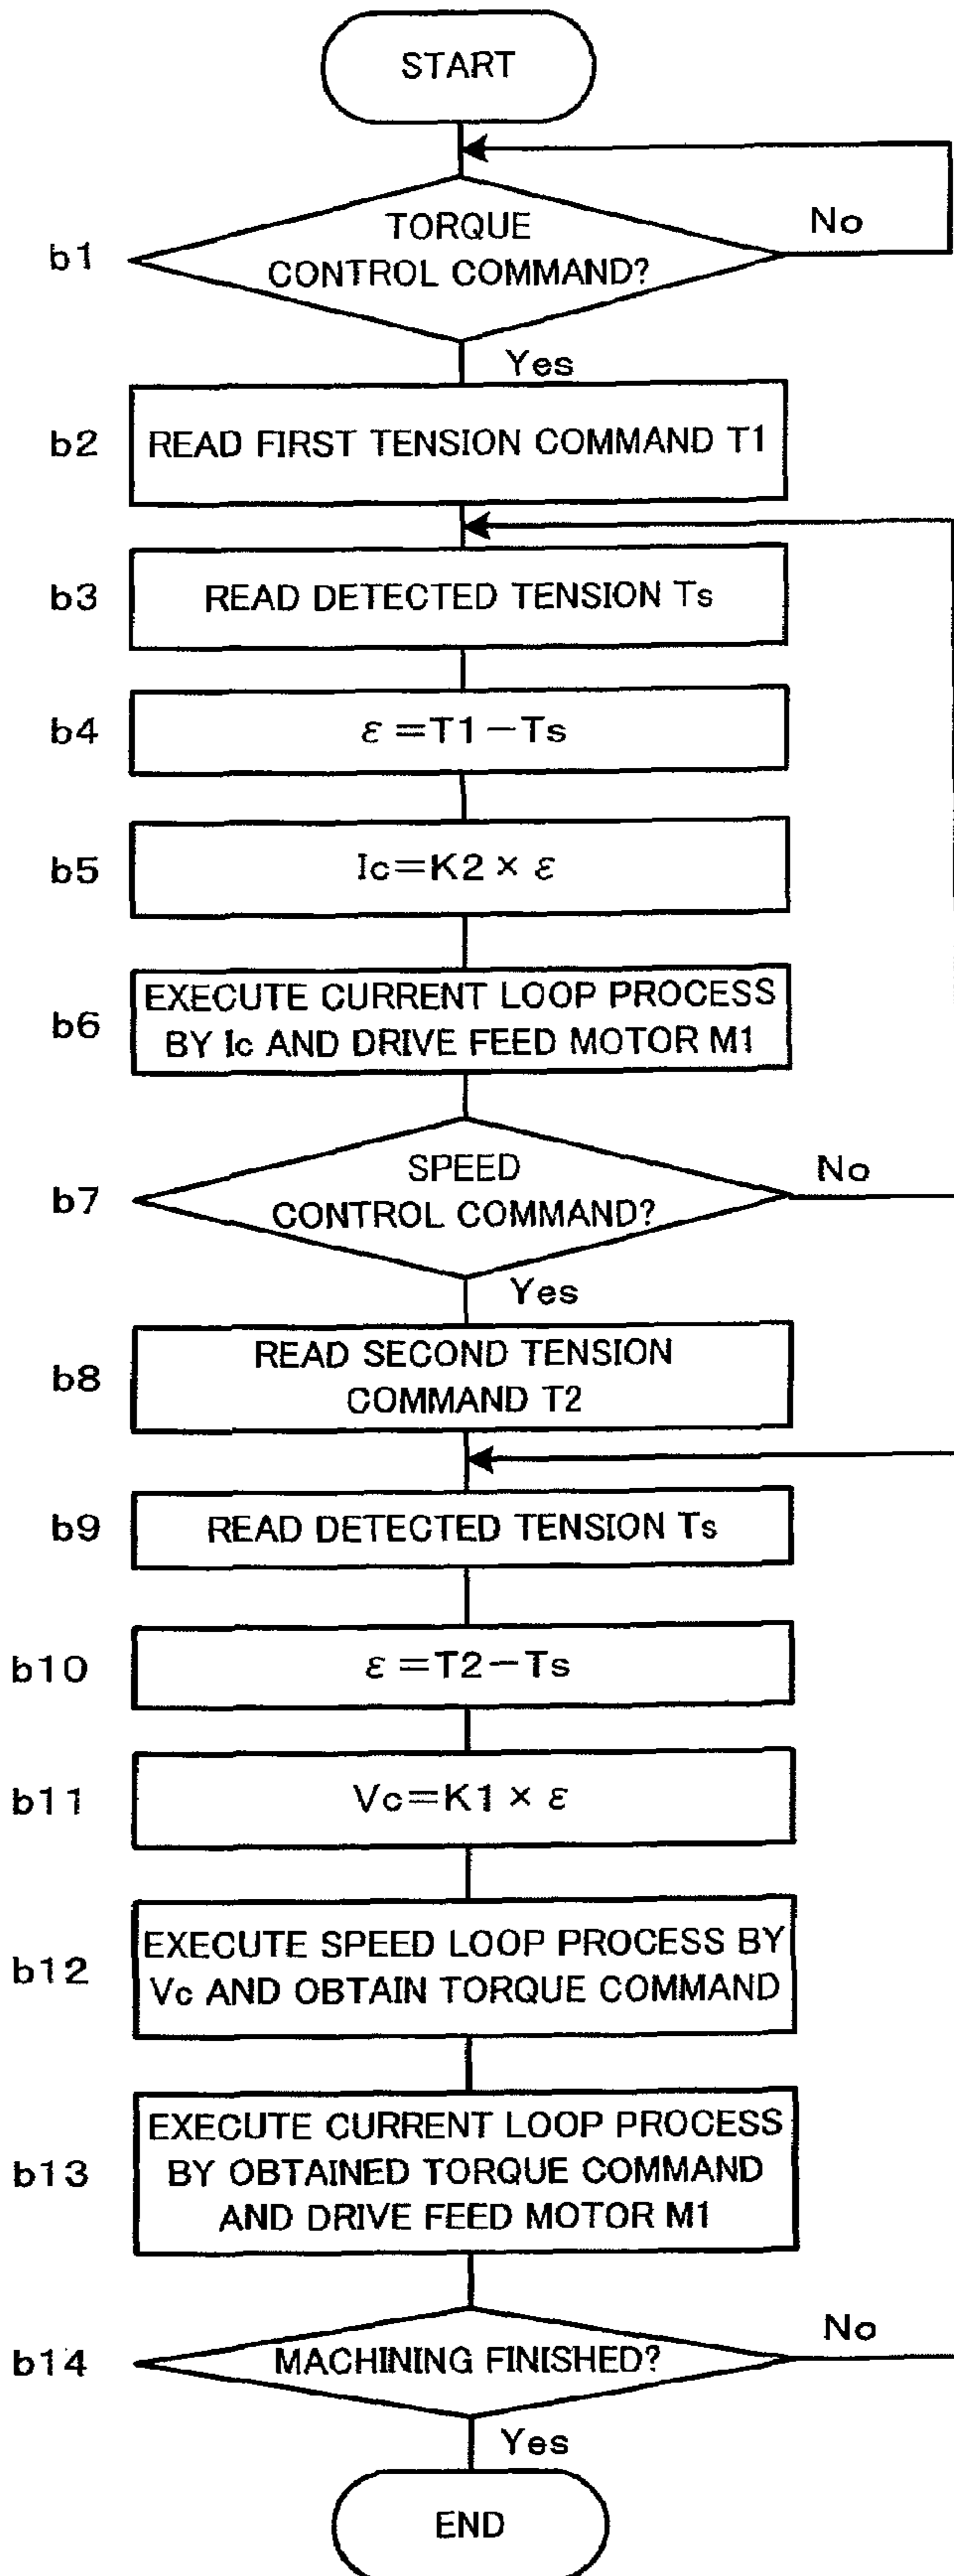 START
TORQUE
CONTROL COMMAND?
No
b1
Yes
b2
READ FIRST TENSION COMMAND T1
b3
READ DETECTED TENSION Ts
b4
ε=T1−Ts
b5
Ic=K2 × ε
b6
EXECUTE CURRENT LOOP PROCESS
BY Ic AND DRIVE FEED MOTOR M1
b7
SPEED
CONTROL COMMAND?
No
Yes
b8
READ SECOND TENSION
COMMAND T2
b9
READ DETECTED TENSION Ts
b10
ε=T2−Ts
b11
Vc=K1 × ε
b12
EXECUTE SPEED LOOP PROCESS BY
Vc AND OBTAIN TORQUE COMMAND
b13
EXECUTE CURRENT LOOP PROCESS
BY OBTAINED TORQUE COMMAND
AND DRIVE FEED MOTOR M1
b14
MACHINING FINISHED?
No
Yes
END